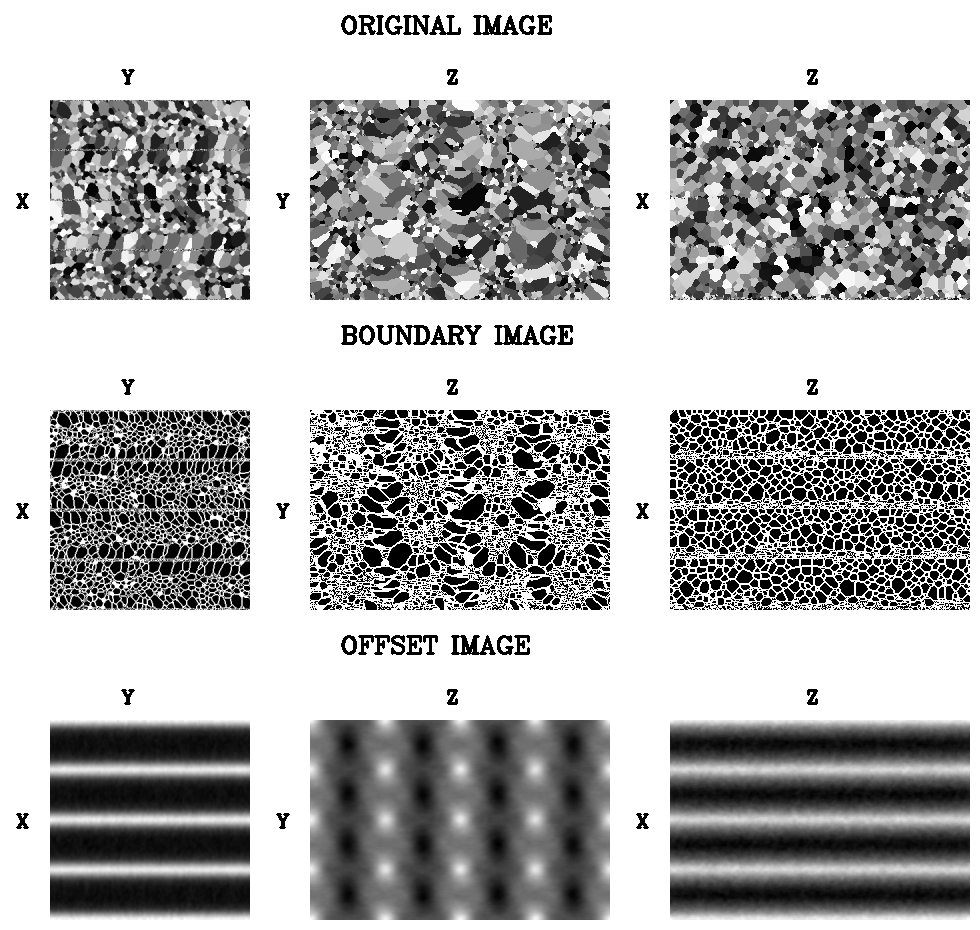 ORIGINAL IMAGE
Y Z Z
X Y X
BOUNDARY IMAGE
Y Z Z
X Y X
OFFSET IMAGE
Y Z Z
X Y X